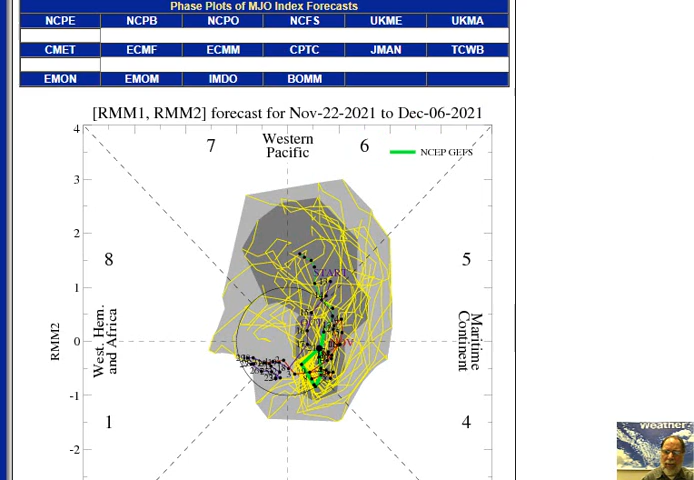 Phase Plots of MJO Index Forecasts
NCPE NCPB NCPO NCFS UKME UKMA
CMET ECMF ECMM CPTC JMAN TCWB
EMON EMOM IMDO BOMM
[RMM1, RMM2] forecast for Nov-22-2021 to Dec-06-2021
4
7 Western 6
Pacific
NCEP GEFS
3
2
8 5
START
1
RMM2
West. Hem.
and Africa
0
NOV
Maritime
Continent
-1
1 4
-2
Weather